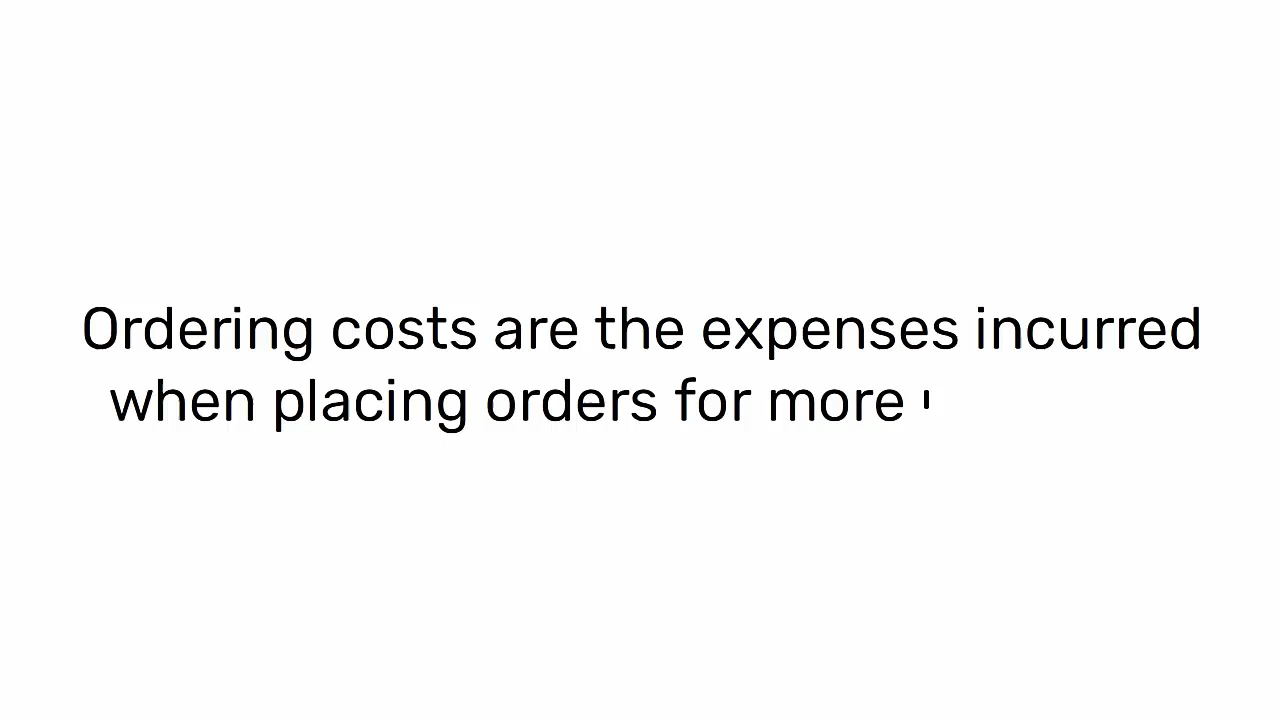 Ordering costs are the expenses incurred
when placing orders for more